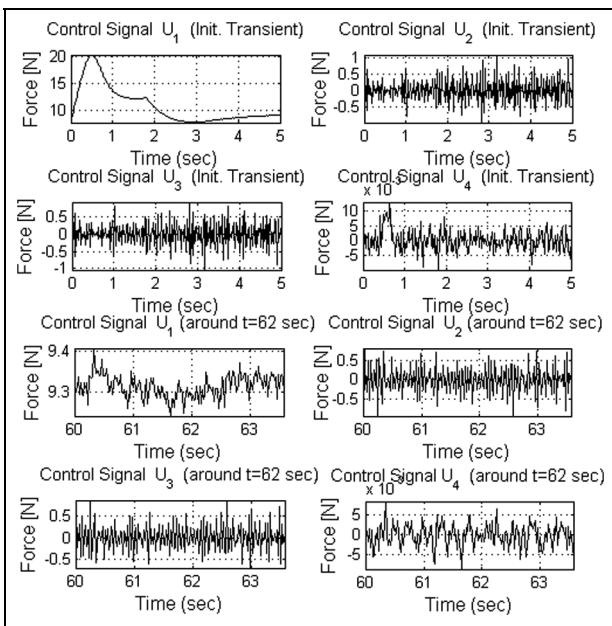 Control Signal U1 (Init. Transient)
Force [N]
20
15
10
0 1 2 3 4 5
Time (sec)
Control Signal U2 (Init. Transient)
Force [N]
1
0.5
0
-0.5
0 1 2 3 4 5
Time (sec)
Control Signal U3 (Init. Transient)
Force [N]
0.5
0
-0.5
-1
0 1 2 3 4 5
Time (sec)
Control Signal U4 (Init. Transient)
x 10-3
Force [N]
10
5
0
-5
0 1 2 3 4 5
Time (sec)
Control Signal U1 (around t=62 sec)
Force [N]
9.4
9.3
60 61 62 63
Time (sec)
Control Signal U2 (around t=62 sec)
Force [N]
0.5
0
-0.5
60 61 62 63
Time (sec)
Control Signal U3 (around t=62 sec)
Force [N]
0.5
0
-0.5
60 61 62 63
Time (sec)
Control Signal U4 (around t=62 sec)
x 10-3
Force [N]
5
0
-5
60 61 62 63
Time (sec)